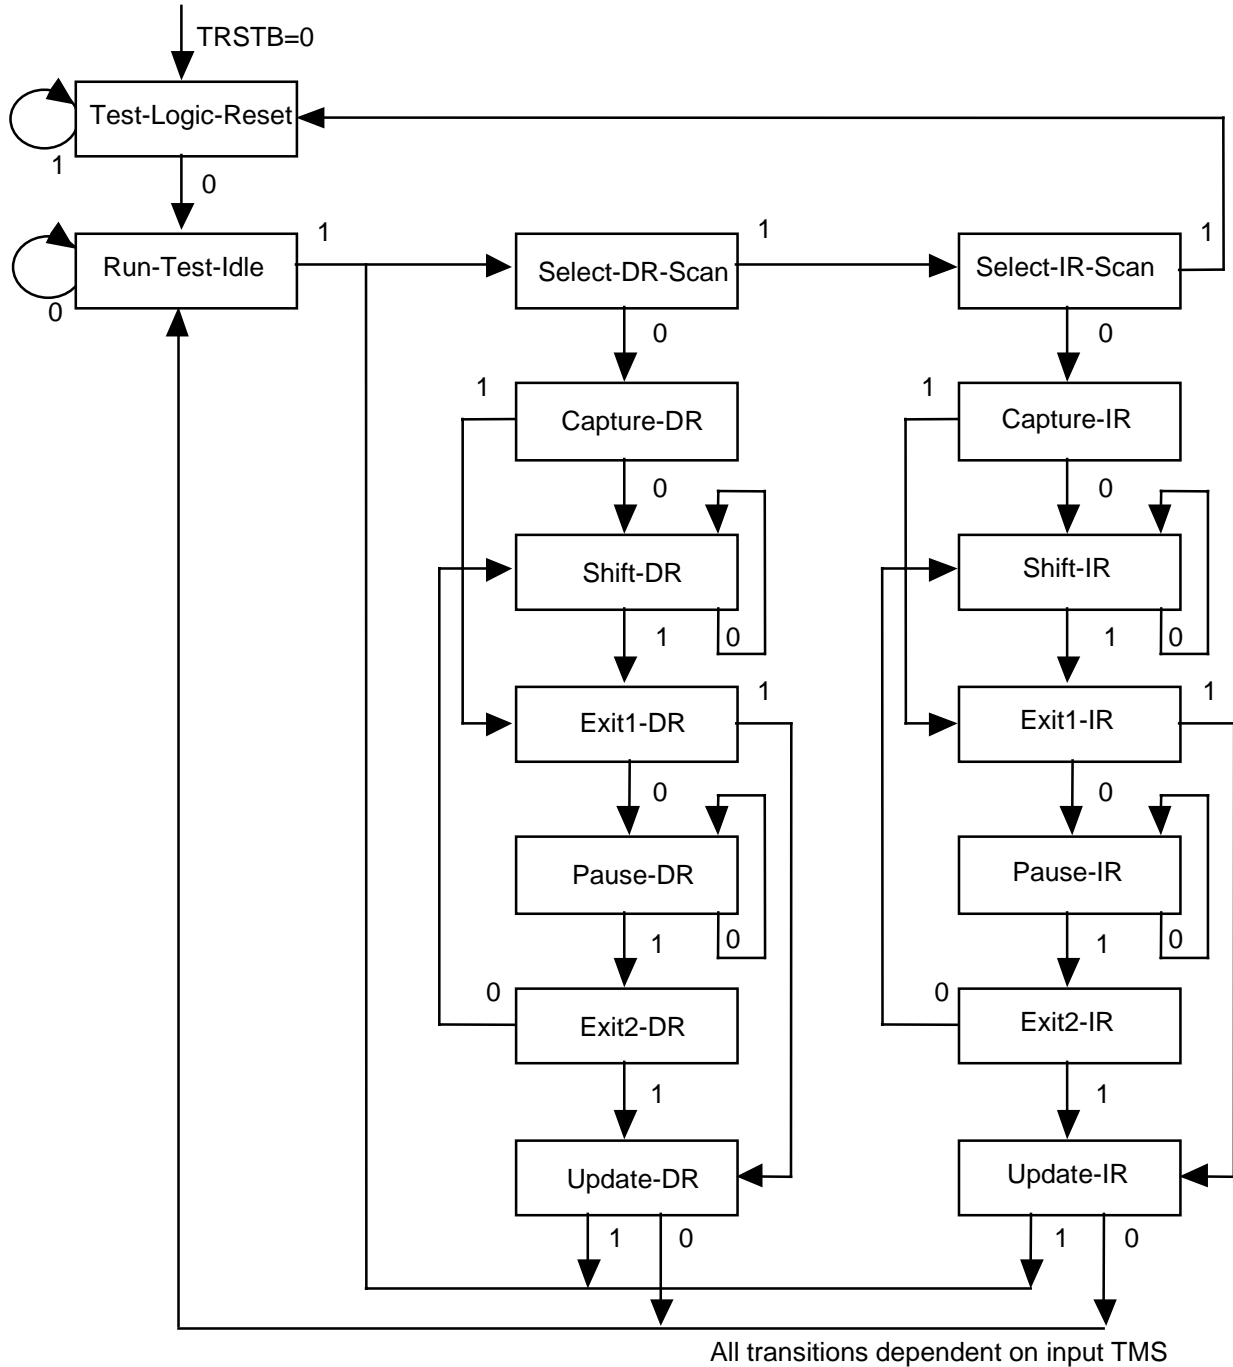 TRSTB=0
Test-Logic-Reset
1
0
Run-Test-Idle
0
1
Select-DR-Scan
1
Select-IR-Scan
1
0
0
1
Capture-DR
1
Capture-IR
0
0
Shift-DR
Shift-IR
1
0
1
0
Exit1-DR
1
Exit1-IR
1
0
0
Pause-DR
Pause-IR
1
0
1
0
0
Exit2-DR
0
Exit2-IR
1
1
Update-DR
Update-IR
1
0
1
0
All transitions dependent on input TMS